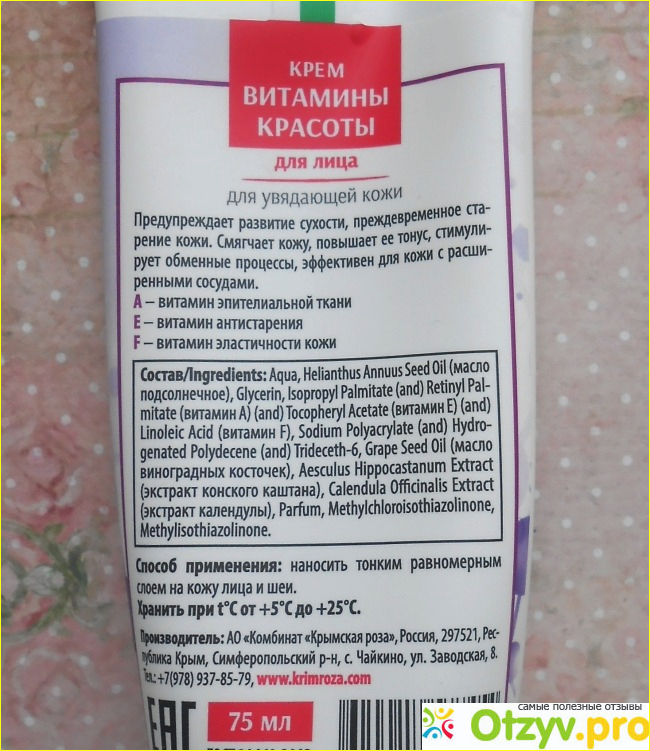 КРЕМ
ВИТАМИНЫ
КРАСОТЫ
для лица
для увядающей кожи
Предупреждает развитие сухости, преждевременное ста-
рение кожи. Смягчает кожу, повышает ее тонус, стимули-
рует обменные процессы, эффективен для кожи с расши-
ренными сосудами.
А – витамин эпителиальной ткани
Е – витамин антистарения
F – витамин эластичности кожи
Состав/Ingredients: Aqua, Helianthus Annuus Seed Oil (масло
подсолнечное), Glycerin, Isopropyl Palmitate (and) Retinyl Pal-
mitate (витамин А) (and) Tocopheryl Acetate (витамин Е) (and)
Linoleic Acid (витамин F), Sodium Polyacrylate (and) Hydro-
genated Polydecene (and) Trideceth-6, Grape Seed Oil (масло
виноградных косточек), Aesculus Hippocastanum Extract
(экстракт конского каштана), Calendula Officinalis Extract
(экстракт календулы), Parfum, Methylchloroisothiazolinone,
Methylisothiazolinone.
Способ применения: наносить тонким равномерным
слоем на кожу лица и шеи.
Хранить при t°C от +5°C до +25°C.
Производитель: АО «Комбинат «Крымская роза», Россия, 297521, Рес-
публика Крым, Симферопольский р-н, с. Чайкино, ул. Заводская, 8.
Тел.: +7(978) 937-85-79, www.krimroza.com
EAC
75 мл
самые полезные отзывы
Otzyv.pro